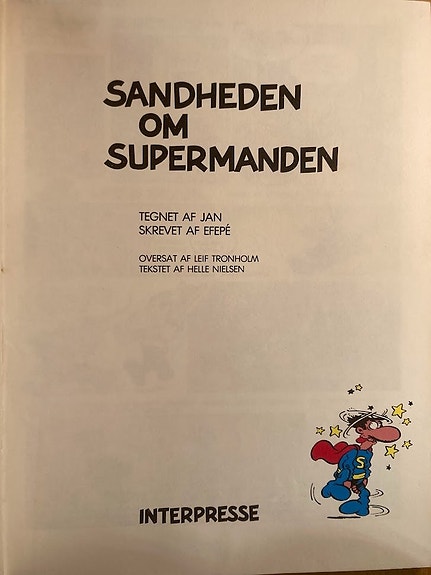 SANDHEDEN
OM
SUPERMANDEN
TEGNET AF JAN
SKREVET AF EFEPÉ
OVERSAT AF LEIF TRONHOLM
TEKSTET AF HELLE NIELSEN
S
INTERPRESSE